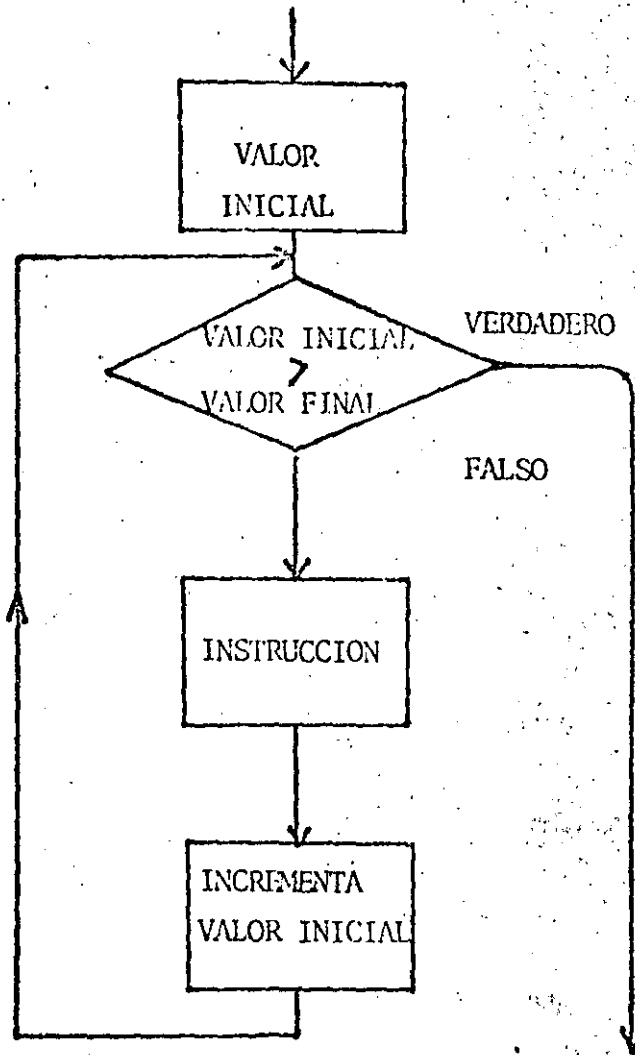 VALOR
INICIAL
VALOR INICIAL
>
VALOR FINAL
VERDADERO
FALSO
INSTRUCCION
INCREMENTA
VALOR INICIAL